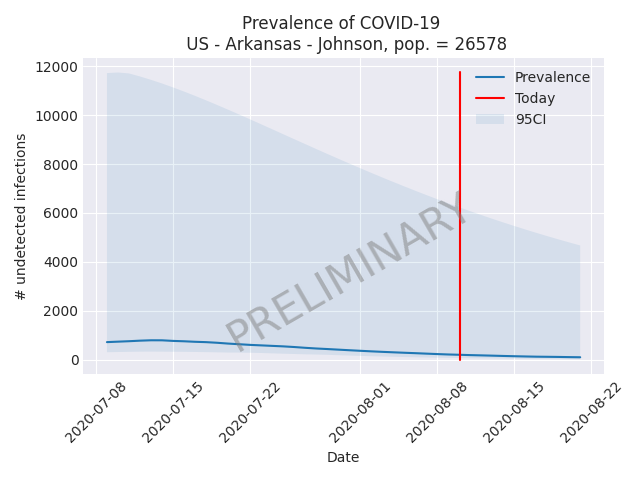 Prevalence of COVID-19
US - Arkansas - Johnson, pop. = 26578
12000
10000
8000
6000
4000
2000
0
# undetected infections
Prevalence
Today
95CI
PRELIMINARY
2020-07-08
2020-07-15
2020-07-22
2020-08-01
2020-08-08
2020-08-15
2020-08-22
Date